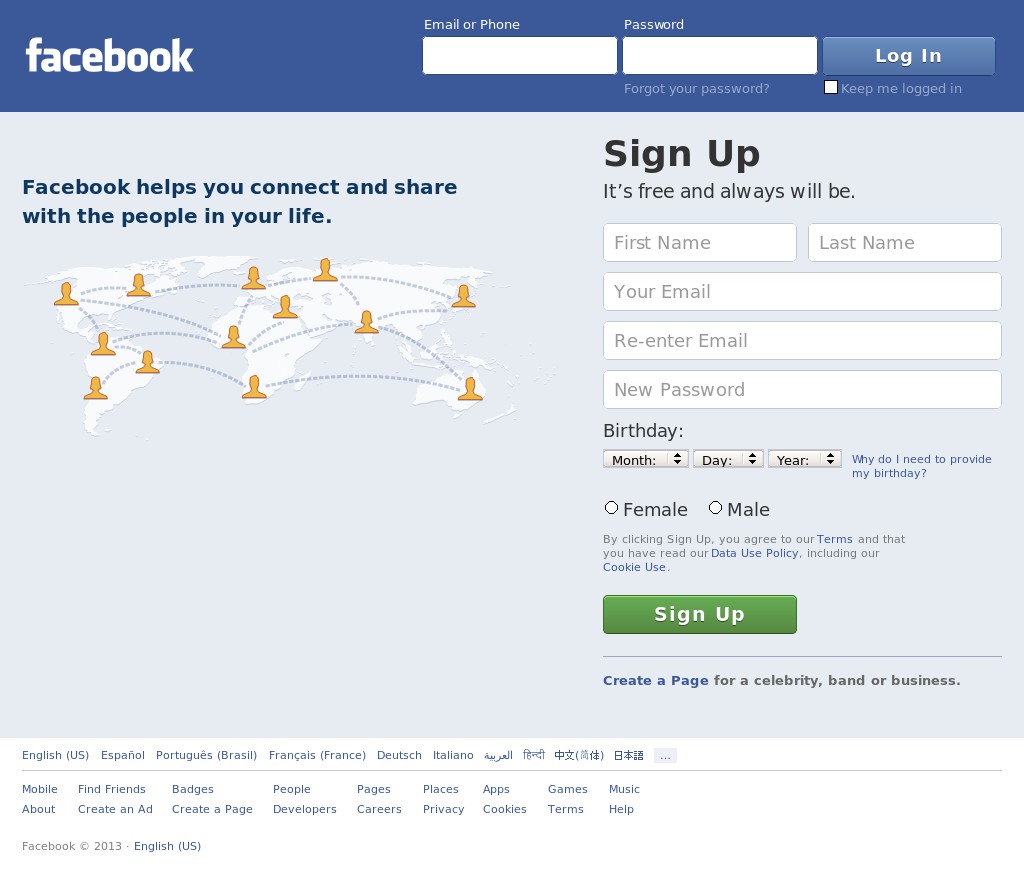 facebook
Email or Phone
Password
Log In
Forgot your password?
Keep me logged in
Facebook helps you connect and share
with the people in your life.
Sign Up
It’s free and always will be.
First Name
Last Name
Your Email
Re-enter Email
New Password
Birthday:
Month:
Day:
Year:
Why do I need to provide
my birthday?
Female
Male
By clicking Sign Up, you agree to our Terms and that
you have read our Data Use Policy, including our
Cookie Use.
Sign Up
Create a Page for a celebrity, band or business.
English (US) Español Português (Brasil) Français (France) Deutsch Italiano العربية हिन्दी 中文(简体) 日本語 ...
Mobile Find Friends Badges People Pages Places Apps Games Music
About Create an Ad Create a Page Developers Careers Privacy Cookies Terms Help
Facebook © 2013 · English (US)